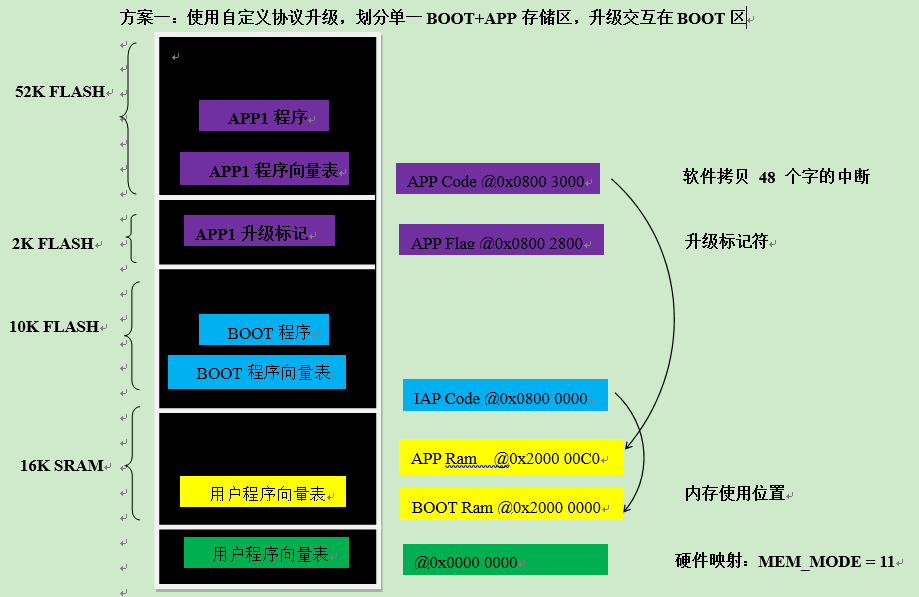 方案一：使用自定义协议升级，划分单一 BOOT+APP 存储区，升级交互在 BOOT 区
52K FLASH
APP1 程序
APP1 程序向量表
APP Code @0x0800 3000
软件拷贝 48 个字的中断
2K FLASH
APP1 升级标记
APP Flag @0x0800 2800
升级标记符
10K FLASH
BOOT 程序
BOOT 程序向量表
IAP Code @0x0800 0000
16K SRAM
APP Ram @0x2000 00C0
用户程序向量表
BOOT Ram @0x2000 0000
内存使用位置
用户程序向量表
@0x0000 0000
硬件映射：MEM_MODE = 11